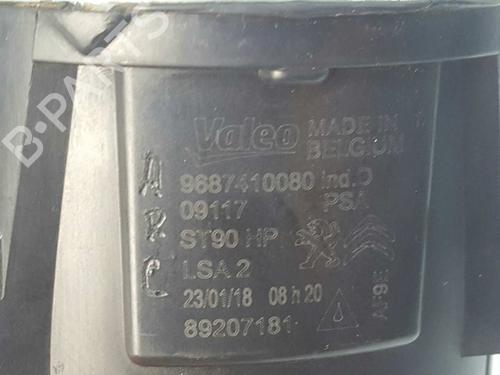 B-PARTS
Valeo MADE IN BELGIUM
A 9687410080 Ind.D
09117 PSA
R ST90 HP
C LSA 2
23/01/18 08 h 20
89207181 AF9E